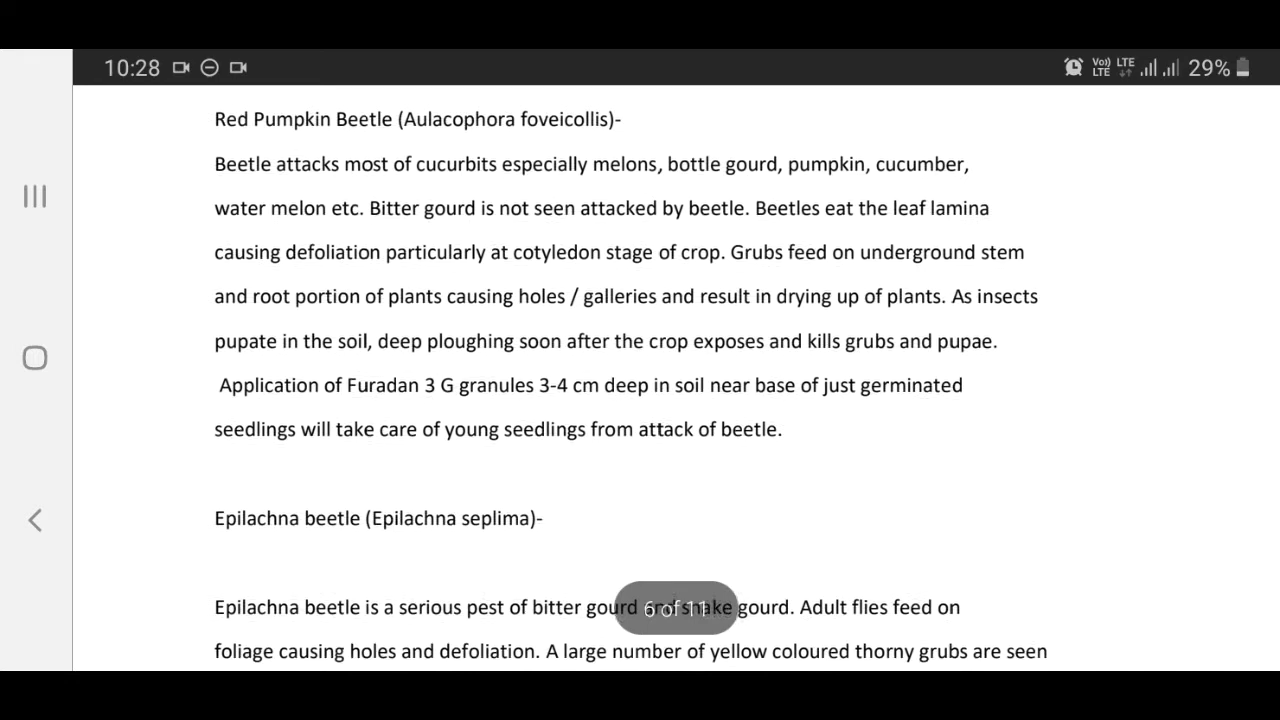 10:28
Vo)) LTE LTE 29%
Red Pumpkin Beetle (Aulacophora foveicollis)-
Beetle attacks most of cucurbits especially melons, bottle gourd, pumpkin, cucumber,
water melon etc. Bitter gourd is not seen attacked by beetle. Beetles eat the leaf lamina
causing defoliation particularly at cotyledon stage of crop. Grubs feed on underground stem
and root portion of plants causing holes / galleries and result in drying up of plants. As insects
pupate in the soil, deep ploughing soon after the crop exposes and kills grubs and pupae.
Application of Furadan 3 G granules 3-4 cm deep in soil near base of just germinated
seedlings will take care of young seedlings from attack of beetle.
Epilachna beetle (Epilachna seplima)-
Epilachna beetle is a serious pest of bitter gourd and snake gourd. Adult flies feed on
6 of 11
foliage causing holes and defoliation. A large number of yellow coloured thorny grubs are seen